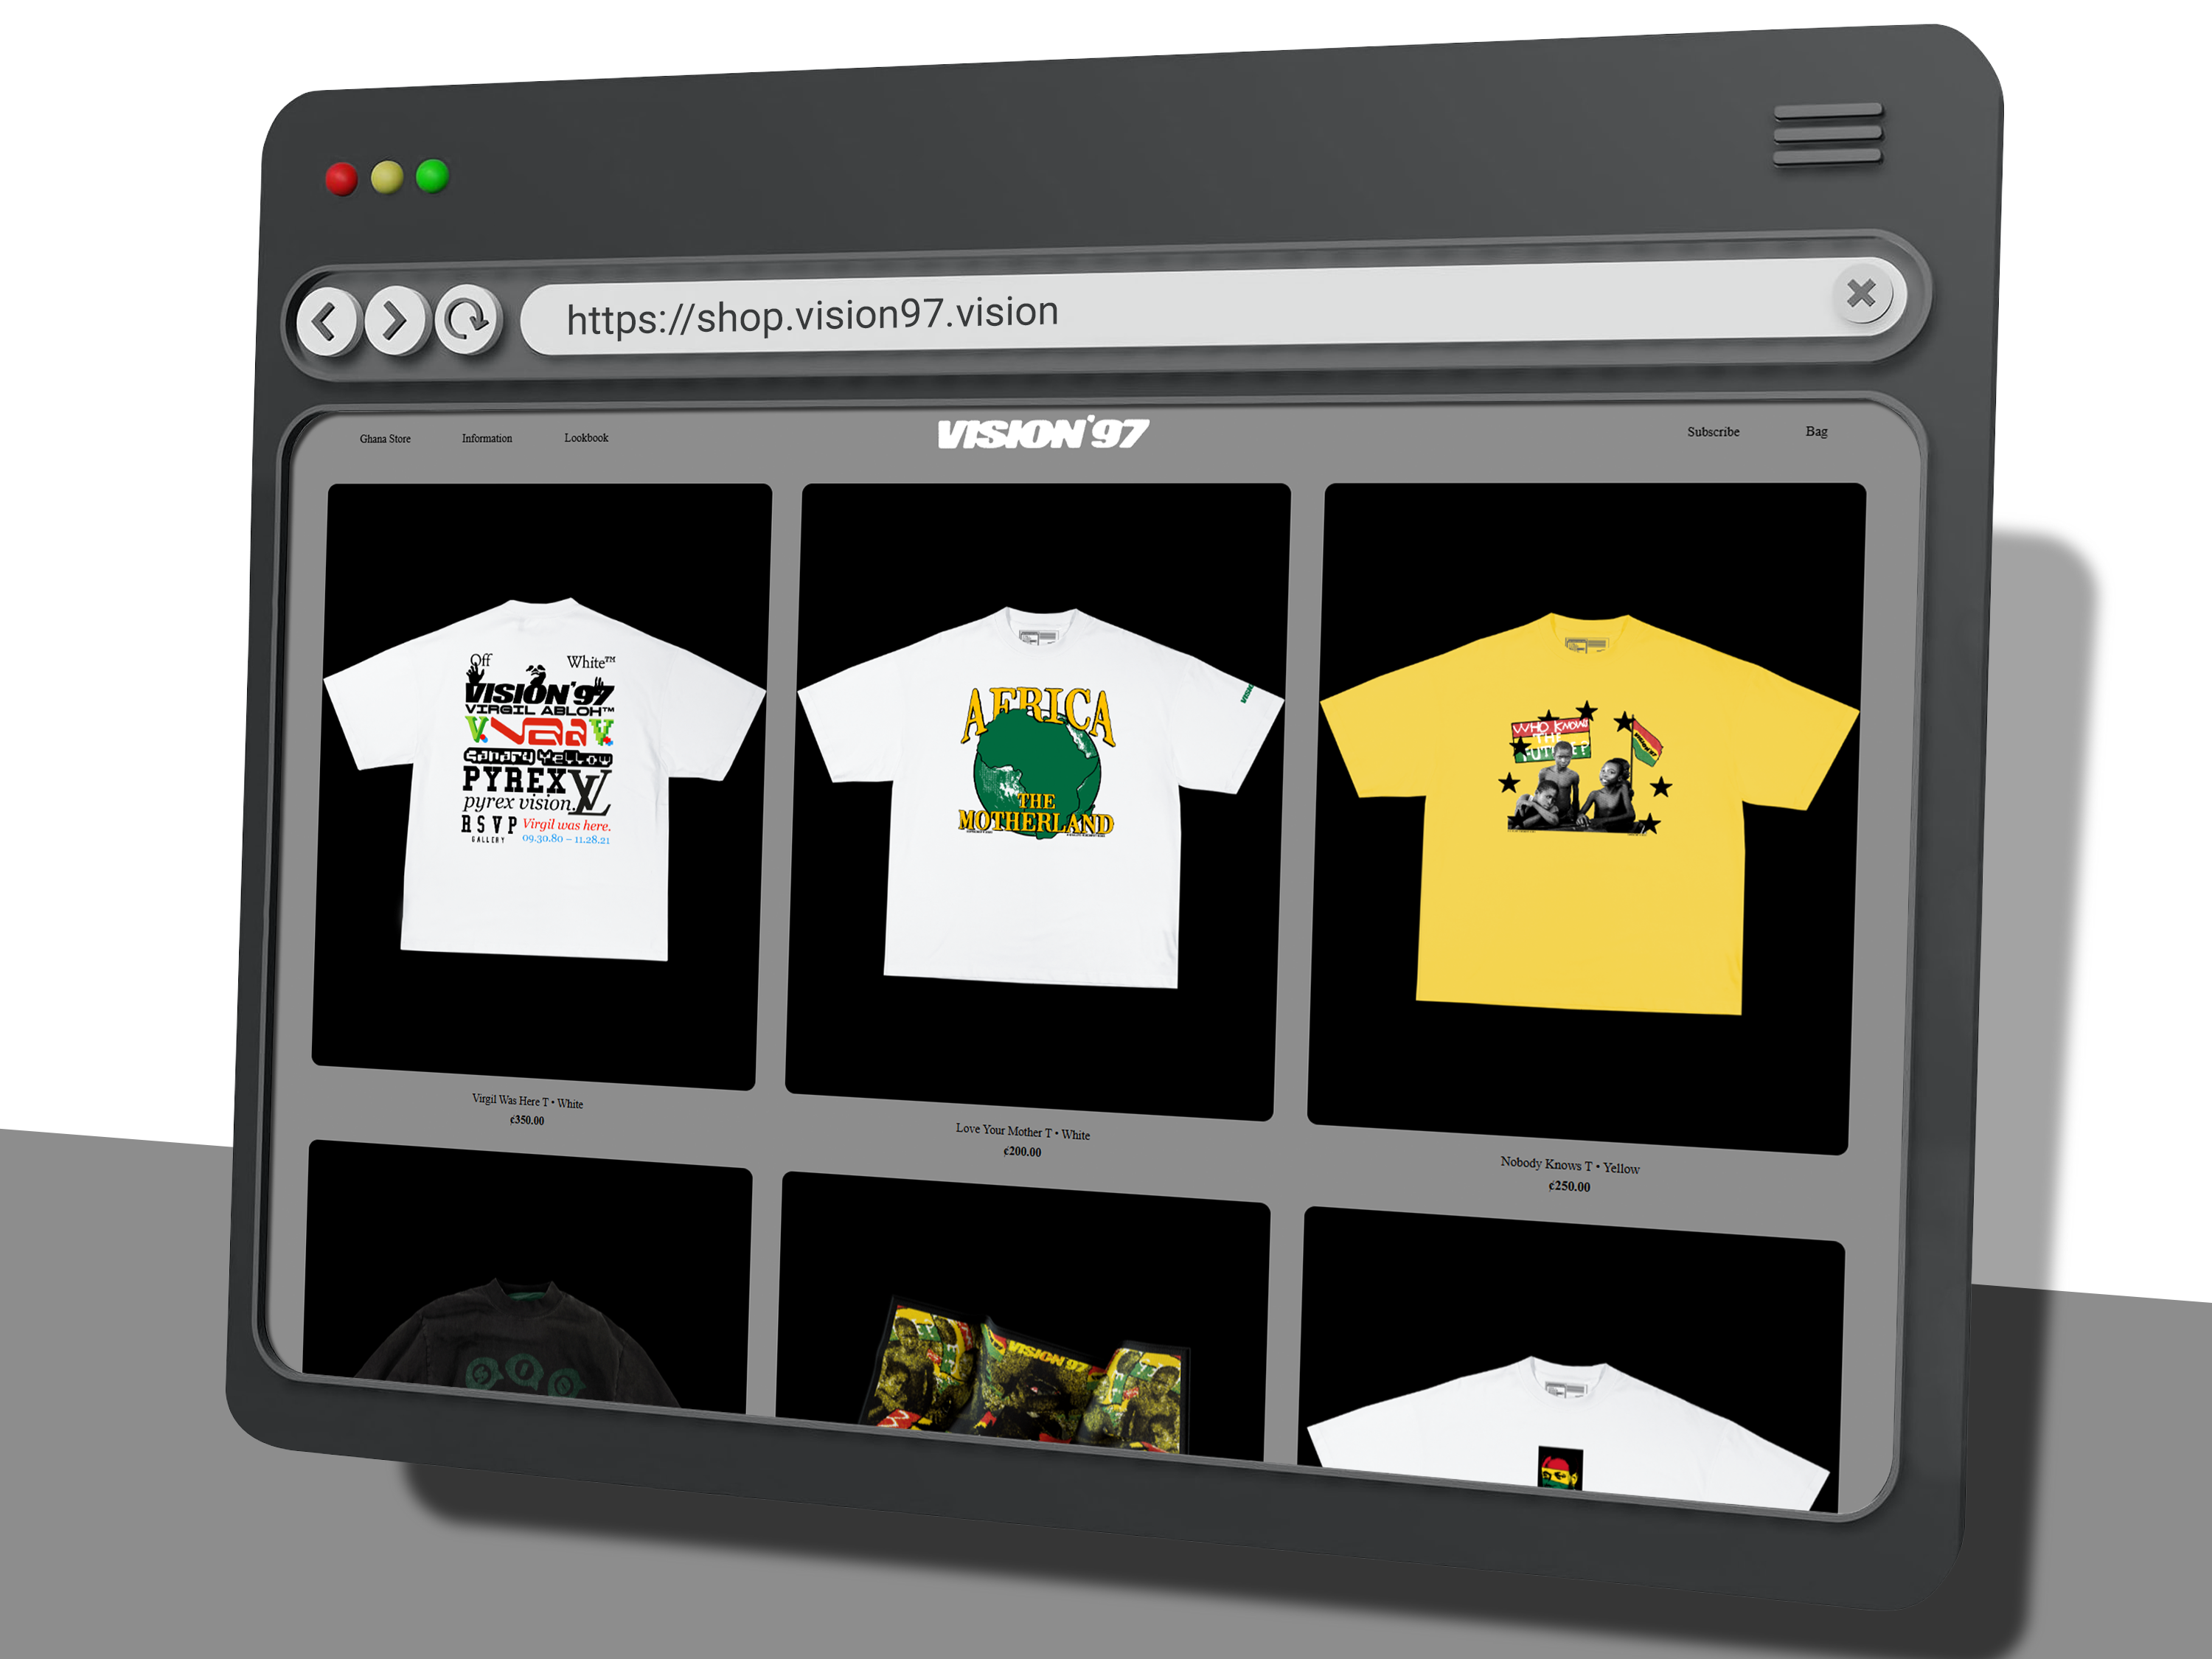 https://shop.vision97.vision
Ghana Store
Information
Lookbook
VISION'97
Subscribe
Bag
Off White™
VISION'97
VIRGIL ABLOH™
V VAA V
Canary Yellow
PYREX LV
pyrex vision.
RSVP
GALLERY
Virgil was here.
09.30.80 – 11.28.21
AFRICA
THE
MOTHERLAND
WHO KNOWS
THE
FUTURE?
Virgil Was Here T • White
¢350.00
Love Your Mother T • White
¢200.00
Nobody Knows T • Yellow
¢250.00
VISION'97